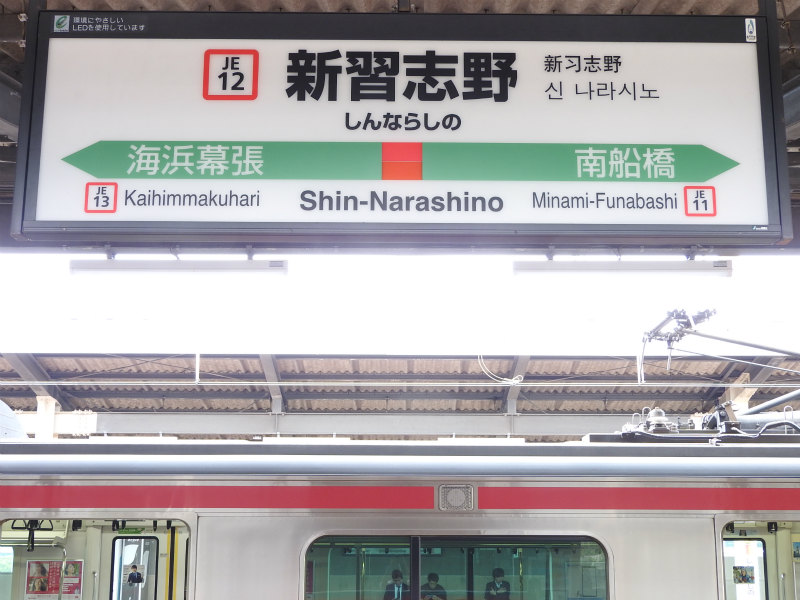 環境にやさしい
LEDを使用しています
JE
12
新習志野
新习志野
신 나라시노
しんならしの
海浜幕張
南船橋
JE
13
Kaihimmakuhari
Shin-Narashino
Minami-Funabashi
JE
11